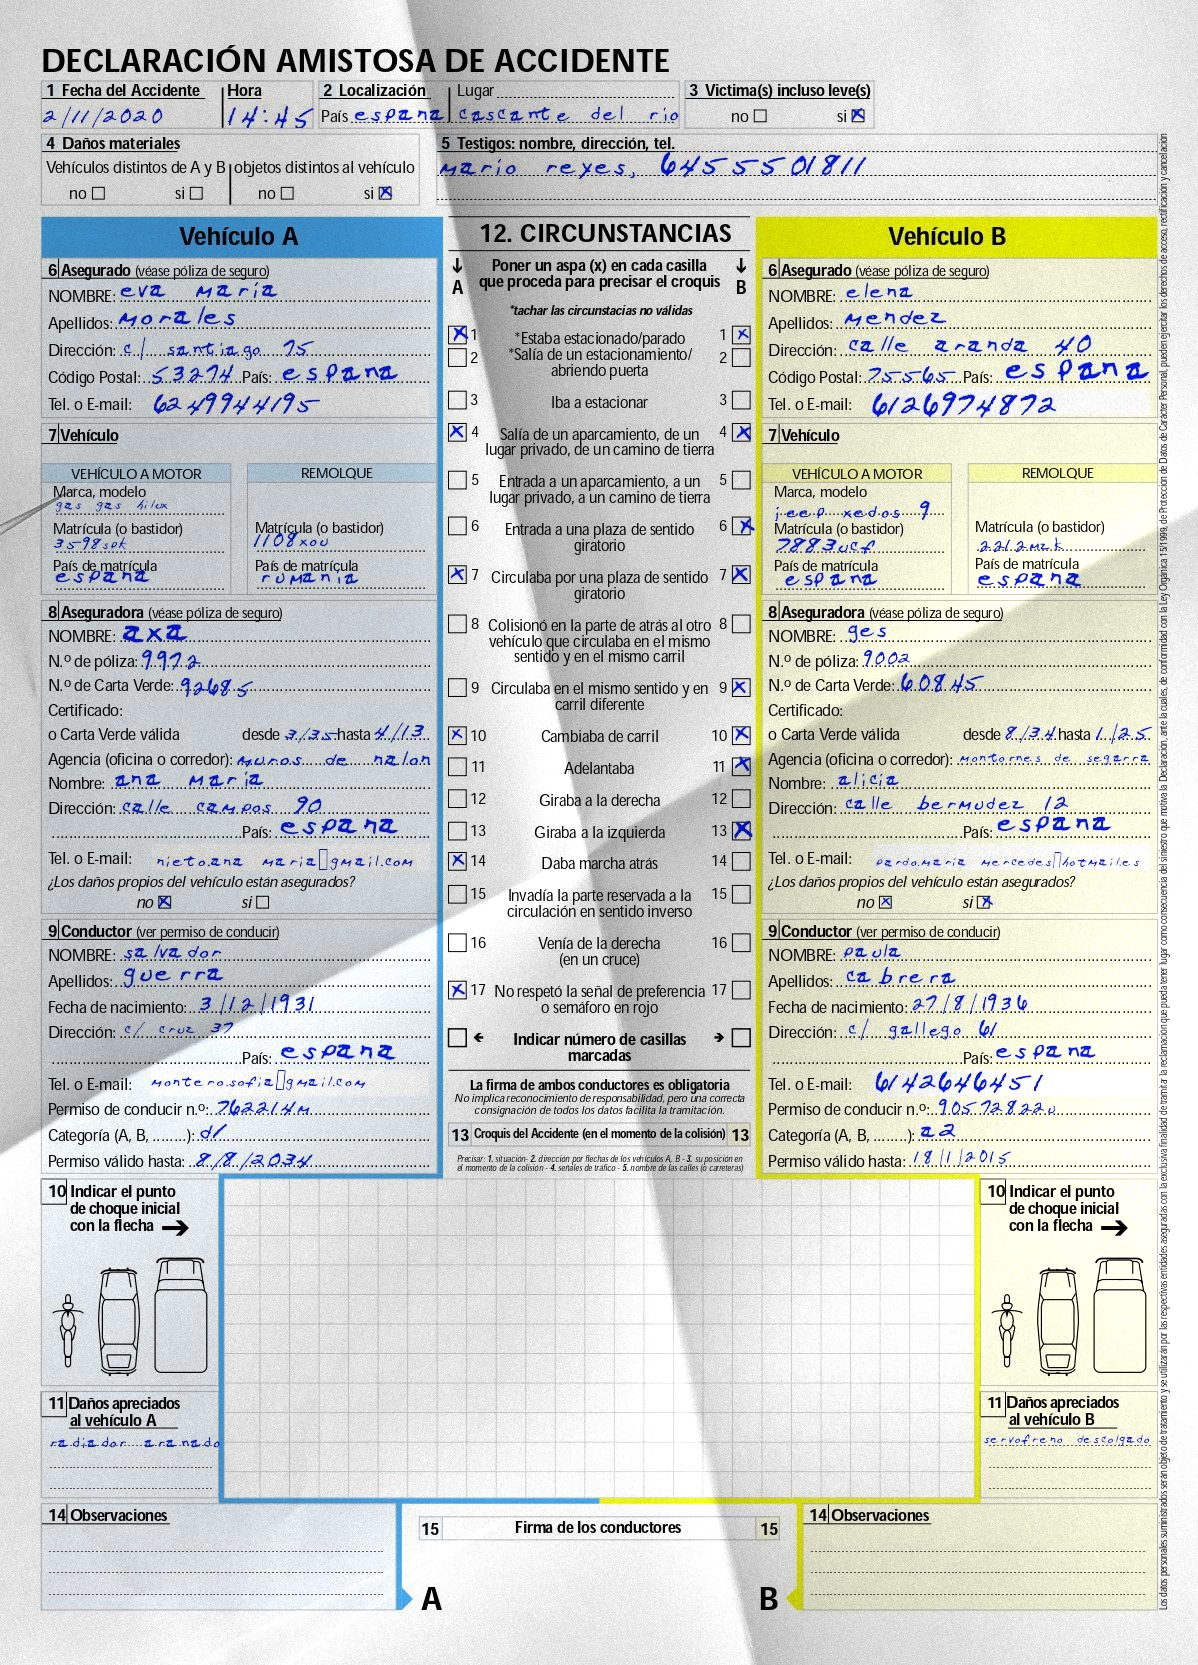 DECLARACIÓN AMISTOSA DE ACCIDENTE
1 Fecha del Accidente Hora 2 Localización Lugar 3 Victima(s) incluso leve(s)
2/11/2020 14:45 País espana cascante del rio no si
4 Daños materiales 5 Testigos: nombre, dirección, tel.
Vehículos distintos de A y B objetos distintos al vehículo mario reyes, 6455501811
no si no si
Vehículo A
6 Asegurado (véase póliza de seguro)
NOMBRE: eva maria
Apellidos: morales
Dirección: c/ santiago 75
Código Postal: 53274 País: espana
Tel. o E-mail: 6249944195
7 Vehículo
VEHÍCULO A MOTOR REMOLQUE
Marca, modelo
gas gas hilux
Matrícula (o bastidor) Matrícula (o bastidor)
3598spk 1108xou
País de matrícula País de matrícula
espana rumania
8 Aseguradora (véase póliza de seguro)
NOMBRE: axa
N.º de póliza: 9972
N.º de Carta Verde: 92685
Certificado:
o Carta Verde válida desde 3/35 hasta 4/13
Agencia (oficina o corredor): muros de nalon
Nombre: ana maria
Dirección: calle campos 90
País: espana
Tel. o E-mail: nieto.ana maria▯gmail.com
¿Los daños propios del vehículo están asegurados?
no si
9 Conductor (ver permiso de conducir)
NOMBRE: salvador
Apellidos: guerra
Fecha de nacimiento: 3/12/1931
Dirección: c/ cruz 37
País: espana
Tel. o E-mail: montero.sofia▯gmail.com
Permiso de conducir n.º: 762214m
Categoría (A, B, ........): d1
Permiso válido hasta: 8/8/2034
12. CIRCUNSTANCIAS
Poner un aspa (x) en cada casilla
A que proceda para precisar el croquis B
*tachar las circunstacias no válidas
1 *Estaba estacionado/parado 1
2 *Salía de un estacionamiento/ 2
abriendo puerta
3 Iba a estacionar 3
4 Salía de un aparcamiento, de un 4
lugar privado, de un camino de tierra
5 Entrada a un aparcamiento, a un 5
lugar privado, a un camino de tierra
6 Entrada a una plaza de sentido 6
giratorio
7 Circulaba por una plaza de sentido 7
giratorio
8 Colisionó en la parte de atrás al otro 8
vehículo que circulaba en el mismo
sentido y en el mismo carril
9 Circulaba en el mismo sentido y en 9
carril diferente
10 Cambiaba de carril 10
11 Adelantaba 11
12 Giraba a la derecha 12
13 Giraba a la izquierda 13
14 Daba marcha atrás 14
15 Invadía la parte reservada a la 15
circulación en sentido inverso
16 Venía de la derecha 16
(en un cruce)
17 No respetó la señal de preferencia 17
o semáforo en rojo
Indicar número de casillas
marcadas
La firma de ambos conductores es obligatoria
No implica reconocimiento de responsabilidad, pero una correcta
consignación de todos los datos facilita la tramitación.
13 Croquis del Accidente (en el momento de la colisión) 13
Precisar: 1. situación- 2. dirección por flechas de los vehículos A, B - 3. su posición en
el momento de la colisión - 4. señales de tráfico - 5. nombre de las calles (o carreteras)
Vehículo B
6 Asegurado (véase póliza de seguro)
NOMBRE: elena
Apellidos: mendez
Dirección: calle aranda 40
Código Postal: 75565 País: espana
Tel. o E-mail: 6126974872
7 Vehículo
VEHÍCULO A MOTOR REMOLQUE
Marca, modelo
jeep xedos 9
Matrícula (o bastidor) Matrícula (o bastidor)
7883ucf 2212mzk
País de matrícula País de matrícula
espana espana
8 Aseguradora (véase póliza de seguro)
NOMBRE: ges
N.º de póliza: 9002
N.º de Carta Verde: 60845
Certificado:
o Carta Verde válida desde 8/34 hasta 1/25
Agencia (oficina o corredor): montornes de segarra
Nombre: alicia
Dirección: calle bermudez 12
País: espana
Tel. o E-mail: pardo.maria mercedes▯hotmail.es
¿Los daños propios del vehículo están asegurados?
no si
9 Conductor (ver permiso de conducir)
NOMBRE: paula
Apellidos: cabrera
Fecha de nacimiento: 27/8/1936
Dirección: c/ gallego 61
País: espana
Tel. o E-mail: 6142646451
Permiso de conducir n.º: 90572822u
Categoría (A, B, ........): a2
Permiso válido hasta: 18/1/2015
10 Indicar el punto
de choque inicial
con la flecha
11 Daños apreciados
al vehículo A
radiador aranado
10 Indicar el punto
de choque inicial
con la flecha
11 Daños apreciados
al vehículo B
servofreno descolgado
14 Observaciones
15 Firma de los conductores 15
A B
14 Observaciones
Los datos personales suministrados serán objeto de tratamiento y se utilizarán por las respectivas entidades aseguradas con la exclusiva finalidad de tramitar la reclamación que pueda tener lugar como consecuencia del siniestro que motiva la Declaración, ante la cuales, de conformidad con la Ley Orgánica 15/1999, de Protección de Datos de Carácter Personal, pueden ejercitar los derechos de acceso, rectificación y cancelación